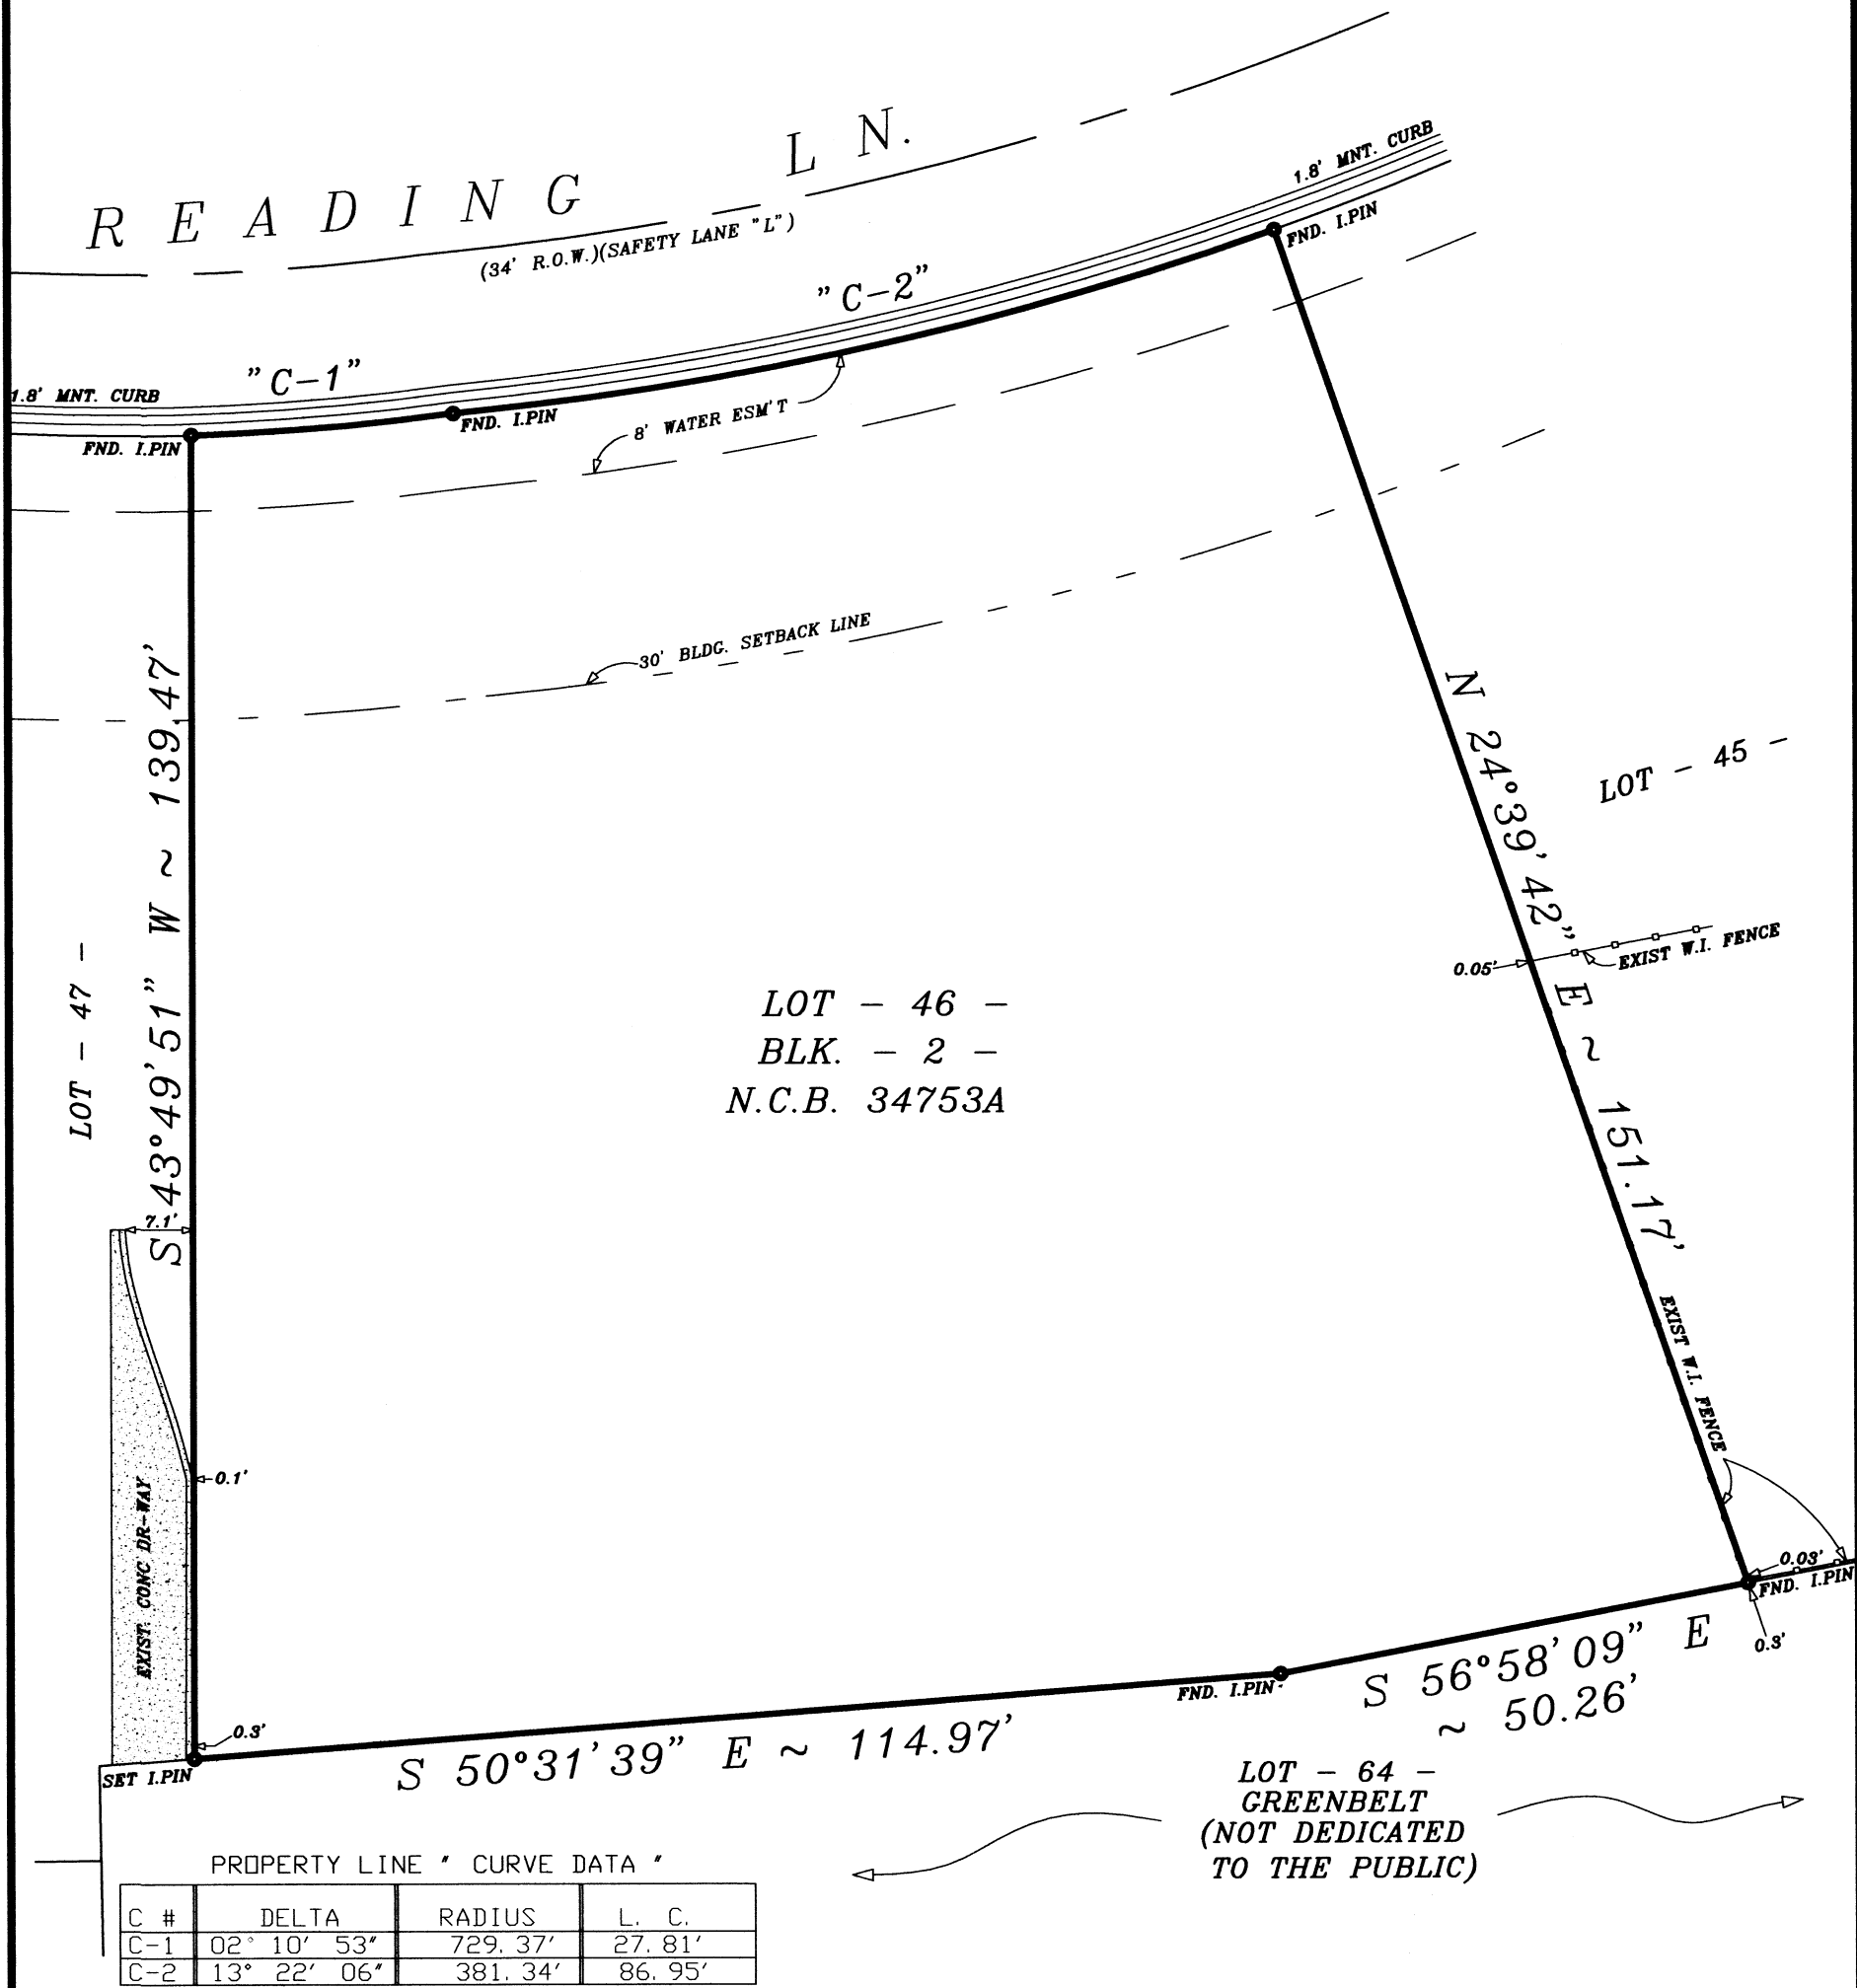 READING LN.
(34' R.O.W.)(SAFETY LANE "L")
1.8' MNT. CURB
FND. I.PIN
"C-2"
"C-1"
1.8' MNT. CURB
FND. I.PIN
FND. I.PIN
8' WATER ESM'T
30' BLDG. SETBACK LINE
S 43°49'51" W ~ 139.47'
N 24°39'42" E ~ 151.17'
LOT - 45 -
LOT - 47 -
0.05'
EXIST W.I. FENCE
LOT - 46 -
BLK. - 2 -
N.C.B. 34753A
7.1'
EXIST W.I. FENCE
0.1'
EXIST. CONC DR-WAY
0.03'
FND. I.PIN
0.3'
S 56°58'09" E
~ 50.26'
FND. I.PIN
0.3'
SET I.PIN
S 50°31'39" E ~ 114.97'
LOT - 64 -
GREENBELT
(NOT DEDICATED
TO THE PUBLIC)
PROPERTY LINE " CURVE DATA "
C # DELTA RADIUS L. C.
C-1 02° 10' 53" 729.37' 27.81'
C-2 13° 22' 06" 381.34' 86.95'